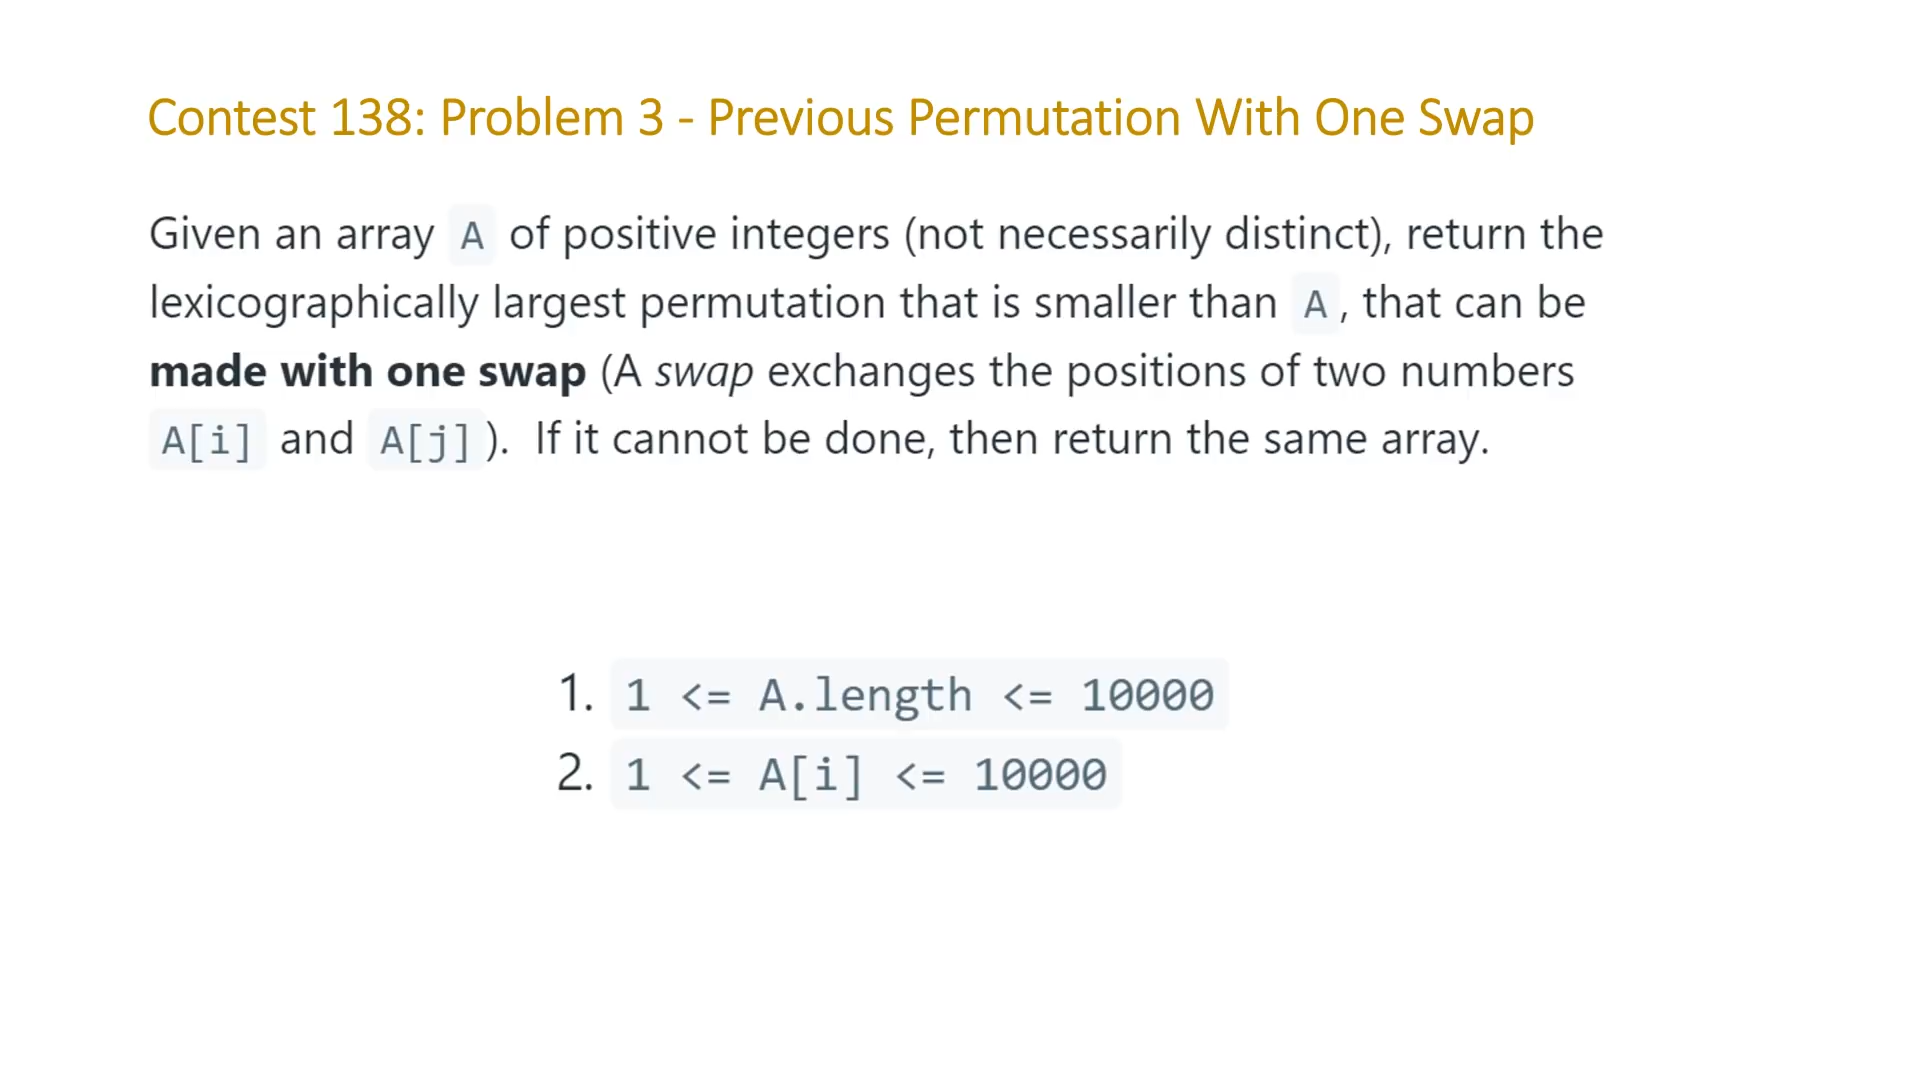 Contest 138: Problem 3 - Previous Permutation With One Swap
Given an array A of positive integers (not necessarily distinct), return the
lexicographically largest permutation that is smaller than A, that can be
made with one swap (A swap exchanges the positions of two numbers
A[i] and A[j]). If it cannot be done, then return the same array.
1. 1 <= A.length <= 10000
2. 1 <= A[i] <= 10000